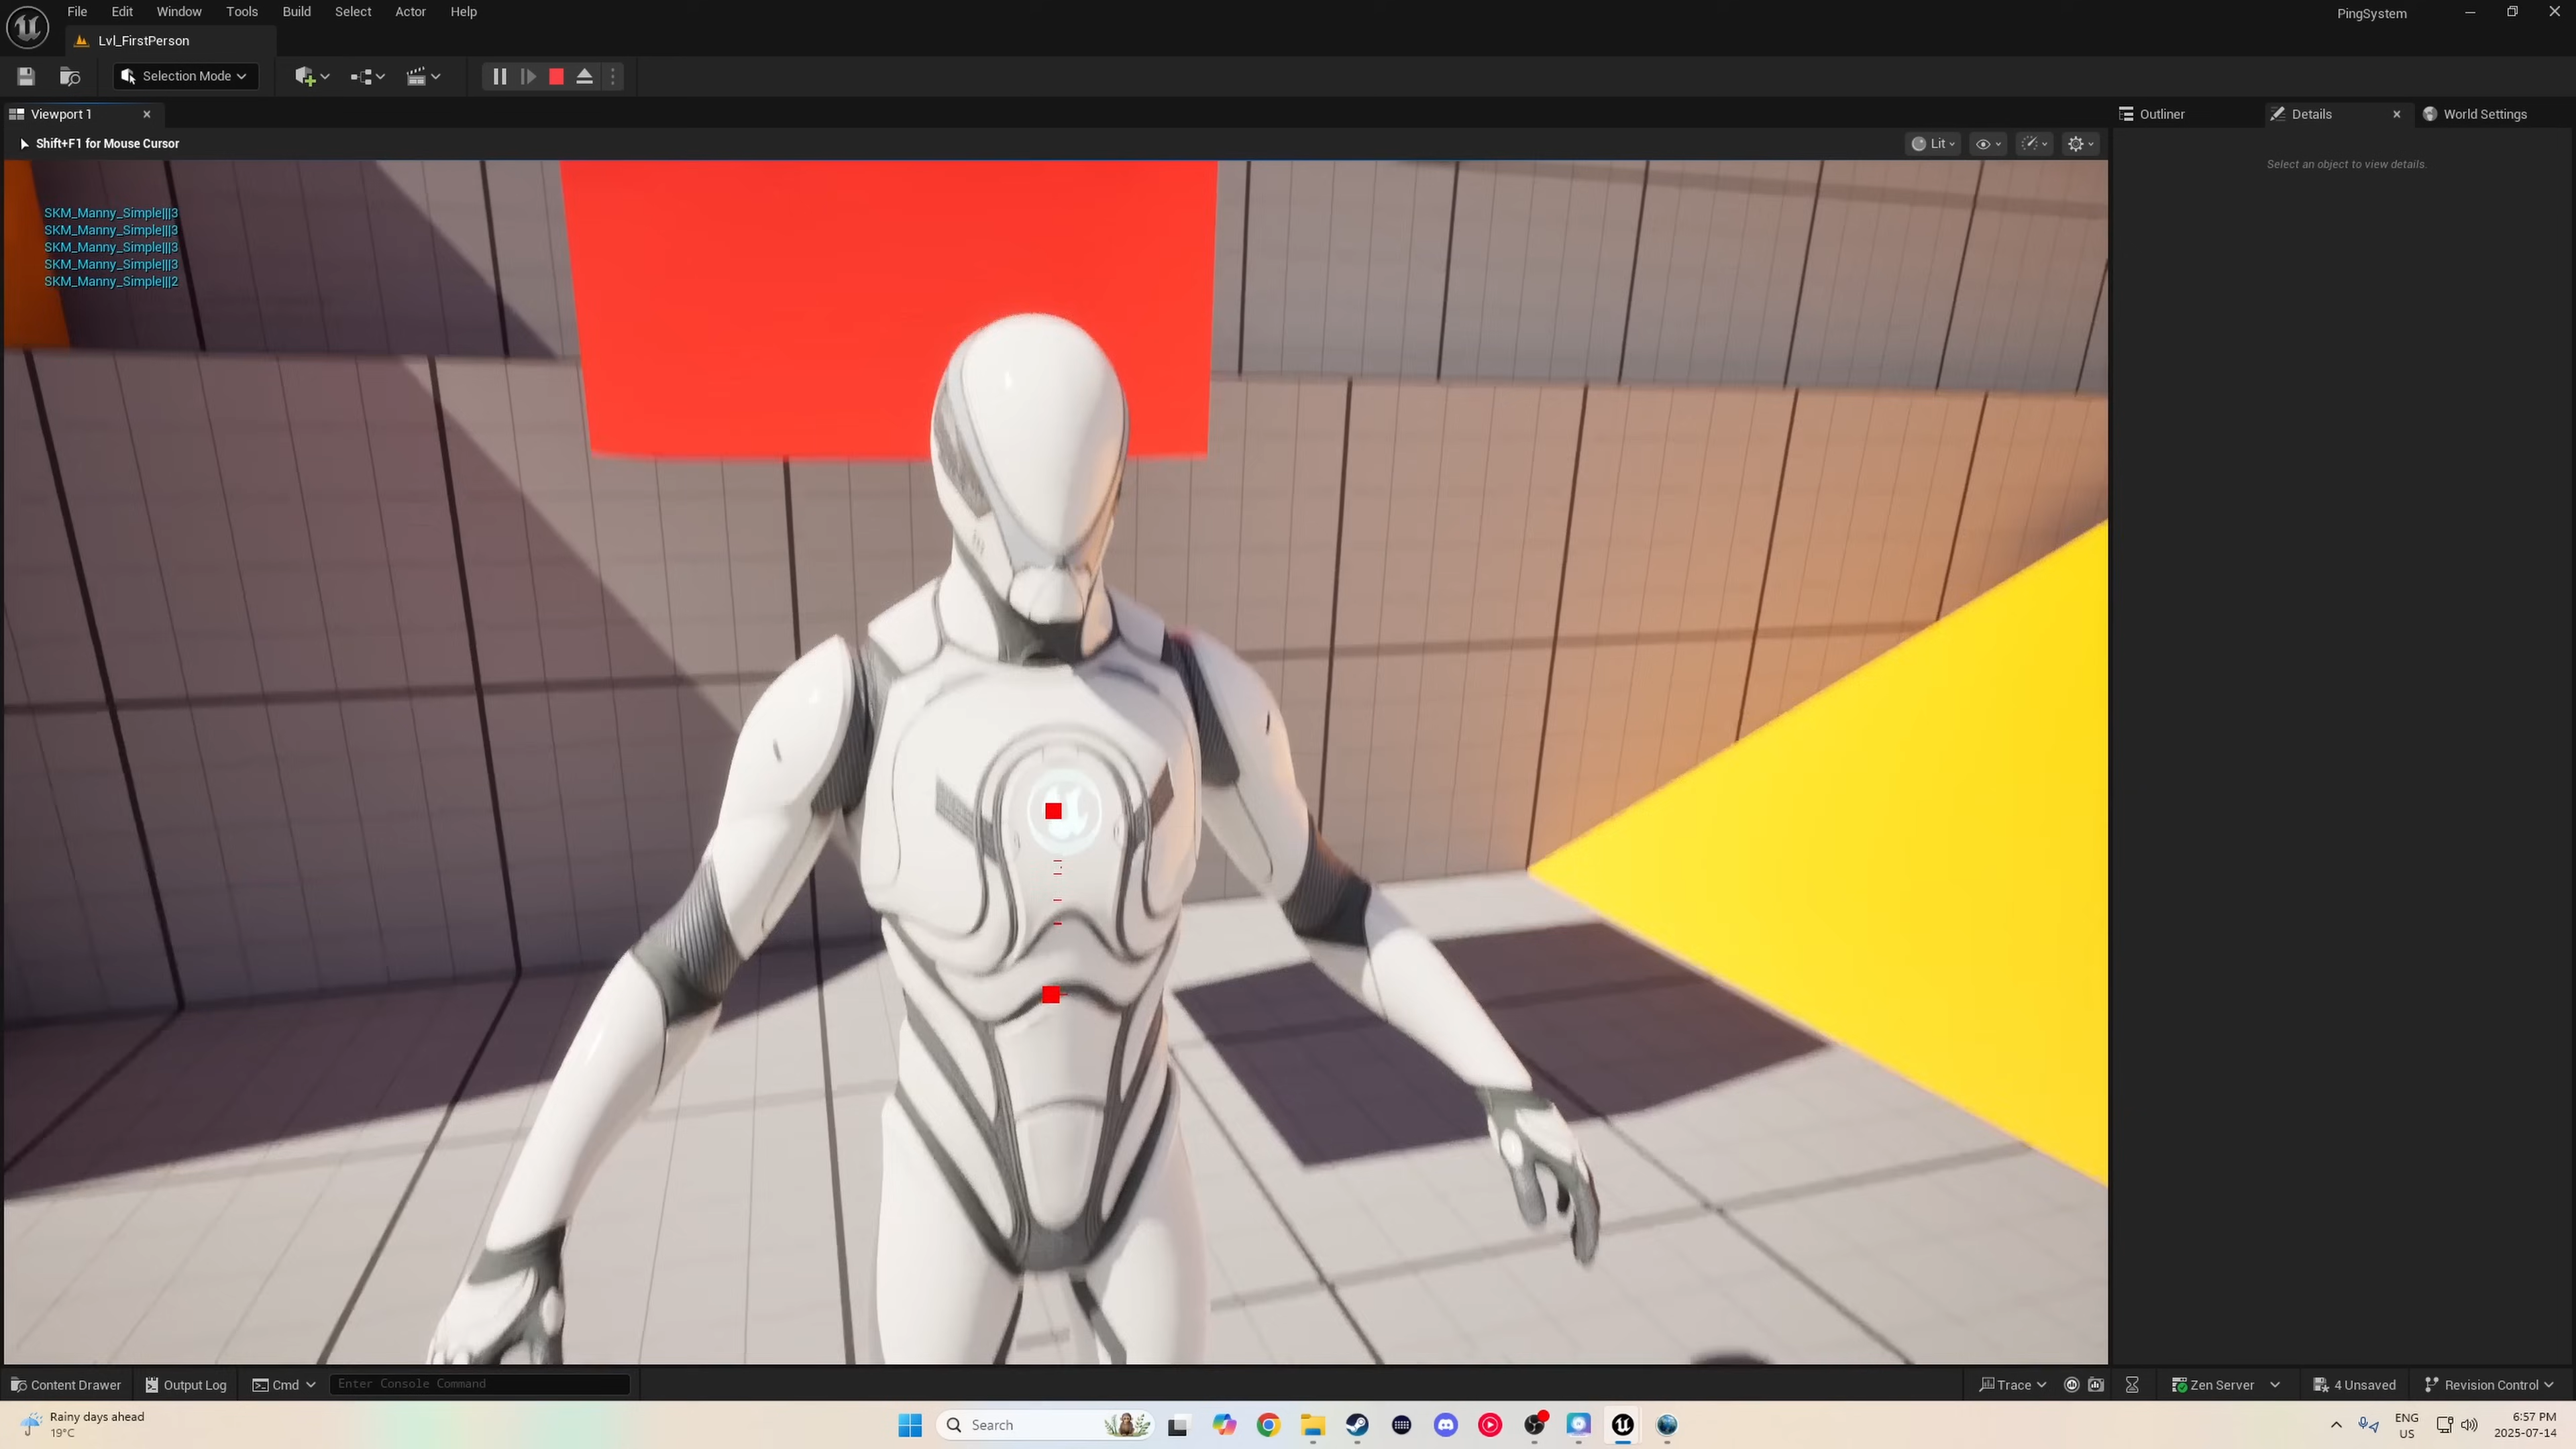 File Edit Window Tools Build Select Actor Help
PingSystem
Lvl_FirstPerson
Selection Mode
Viewport 1
Outliner
Details
World Settings
Shift+F1 for Mouse Cursor
Lit
Select an object to view details.
SKM_Manny_Simple|||3
SKM_Manny_Simple|||3
SKM_Manny_Simple|||3
SKM_Manny_Simple|||3
SKM_Manny_Simple|||2
Content Drawer
Output Log
Cmd
Enter Console Command
Trace
Zen Server
4 Unsaved
Revision Control
Rainy days ahead
19°C
Search
ENG
US
6:57 PM
2025-07-14